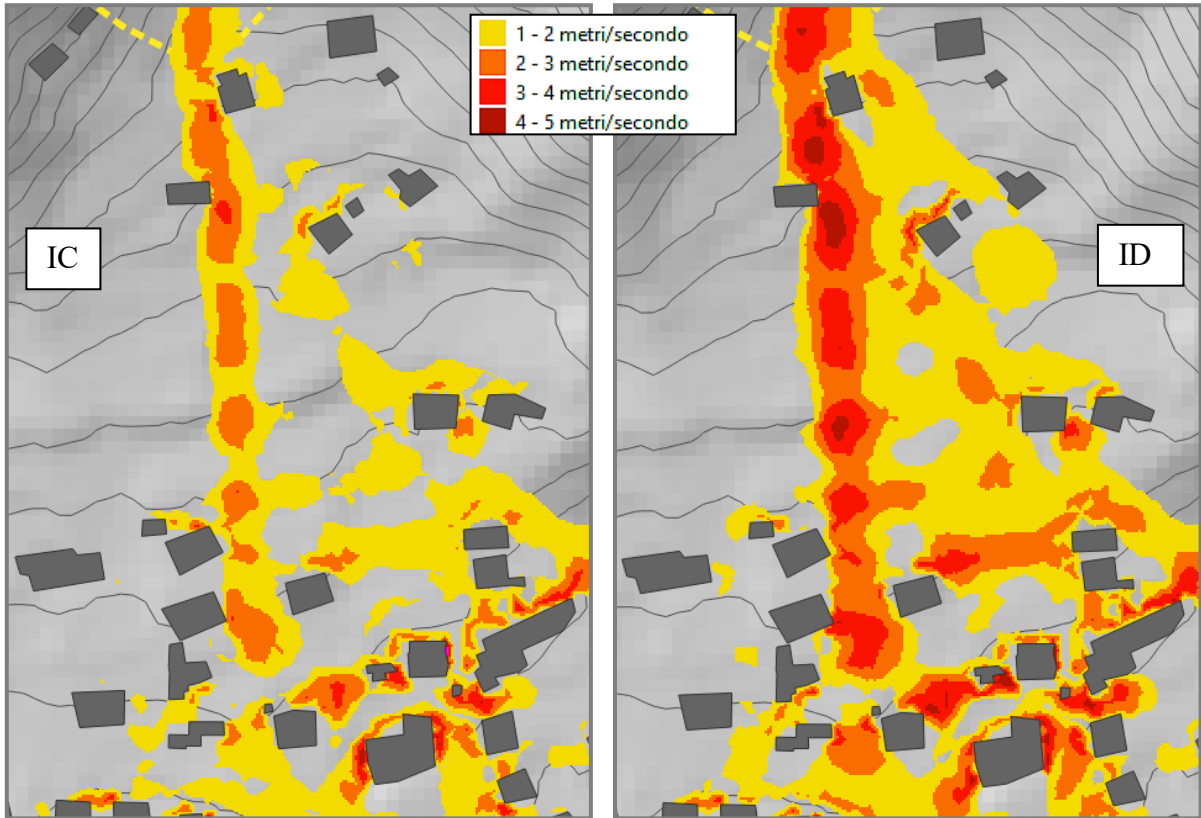 1 - 2 metri/secondo
2 - 3 metri/secondo
3 - 4 metri/secondo
4 - 5 metri/secondo
IC
ID